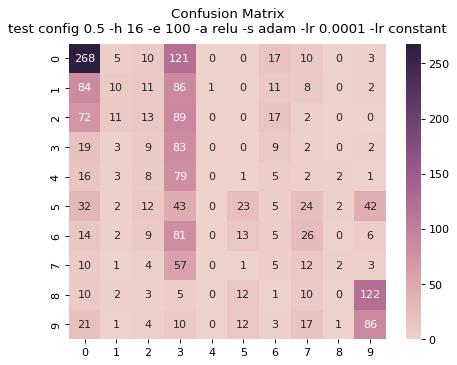 Confusion Matrix
test config 0.5 -h 16 -e 100 -a relu -s adam -lr 0.0001 -lr constant
0 268 5 10 121 0 0 17 10 0 3
1 84 10 11 86 1 0 11 8 0 2
2 72 11 13 89 0 0 17 2 0 0
3 19 3 9 83 0 0 9 2 0 2
4 16 3 8 79 0 1 5 2 2 1
5 32 2 12 43 0 23 5 24 2 42
6 14 2 9 81 0 13 5 26 0 6
7 10 1 4 57 0 1 5 12 2 3
8 10 2 3 5 0 12 1 10 0 122
9 21 1 4 10 0 12 3 17 1 86
0 1 2 3 4 5 6 7 8 9
250
200
150
100
50
0